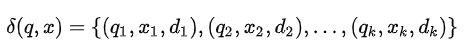 δ(q, x) = {(q₁, x₁, d₁), (q₂, x₂, d₂), . . . , (qₖ, xₖ, dₖ)}